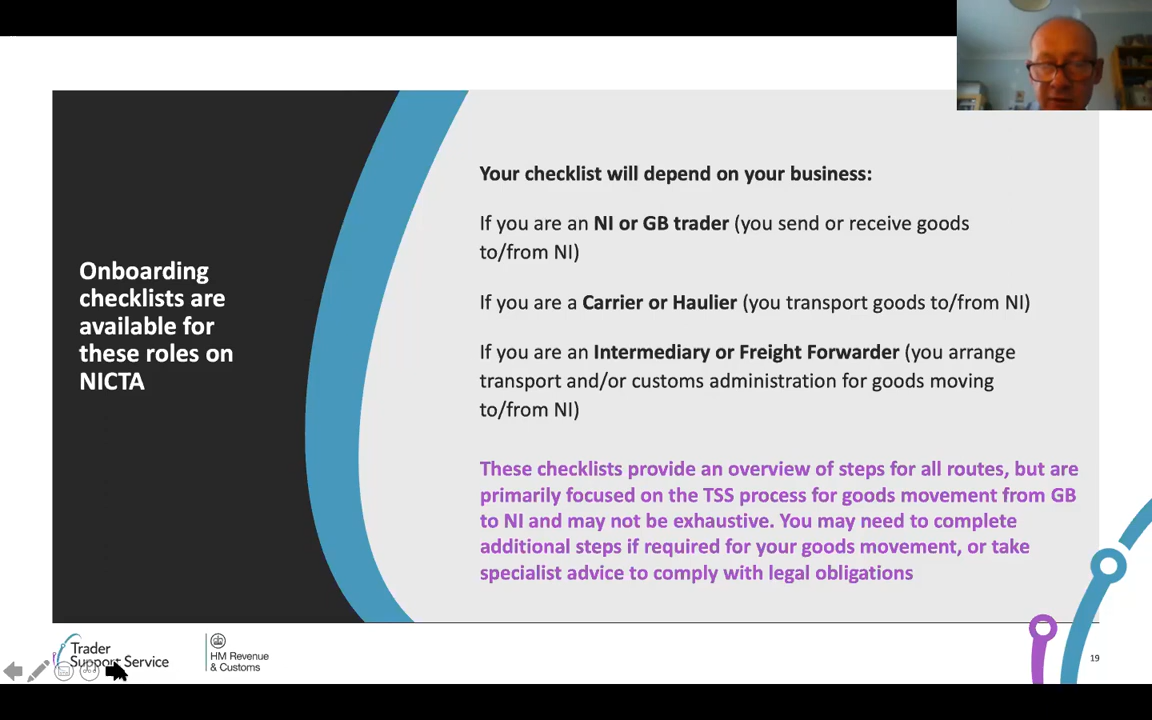 Onboarding
checklists are
available for
these roles on
NICTA
Your checklist will depend on your business:
If you are an NI or GB trader (you send or receive goods
to/from NI)
If you are a Carrier or Haulier (you transport goods to/from NI)
If you are an Intermediary or Freight Forwarder (you arrange
transport and/or customs administration for goods moving
to/from NI)
These checklists provide an overview of steps for all routes, but are
primarily focused on the TSS process for goods movement from GB
to NI and may not be exhaustive. You may need to complete
additional steps if required for your goods movement, or take
specialist advice to comply with legal obligations
Trader
Support Service
HM Revenue
& Customs
19